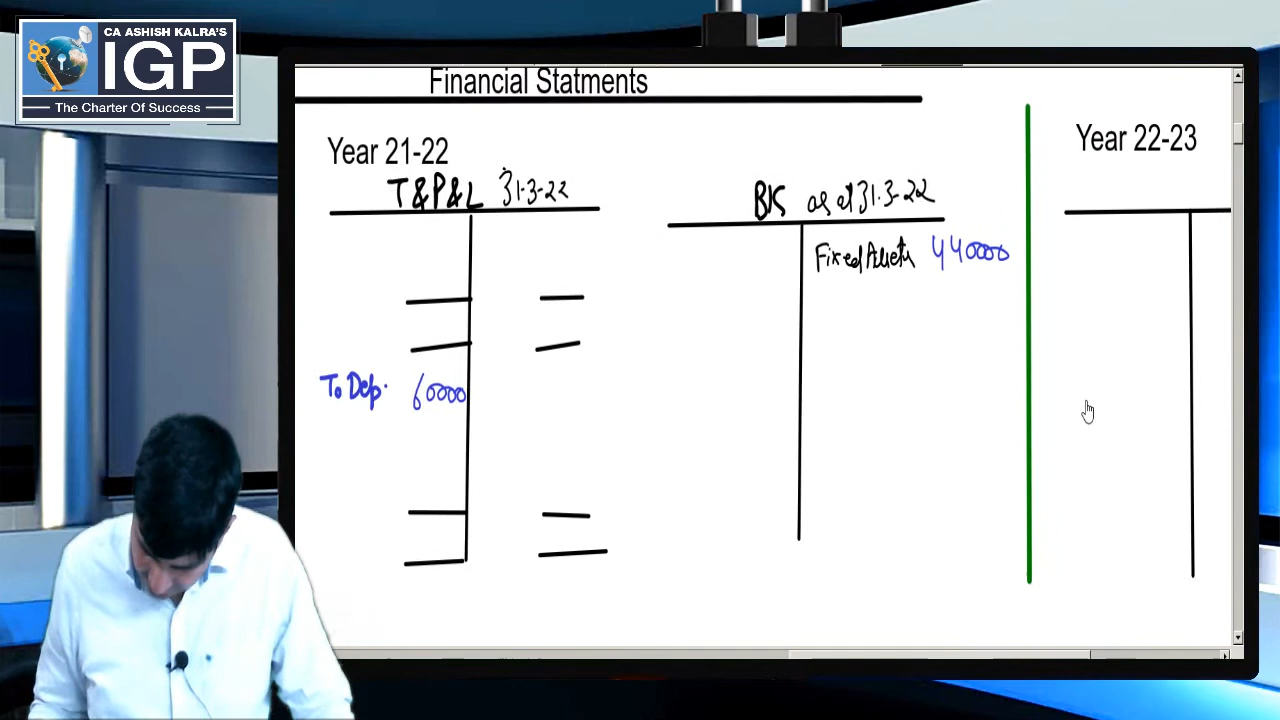 CA ASHISH KALRA'S
IGP
The Charter Of Success
Financial Statments
Year 21-22
T&P&L 31-3-22
To Dep. 60000
B/S as at 31.3-22
Fixed Assets 440000
Year 22-23